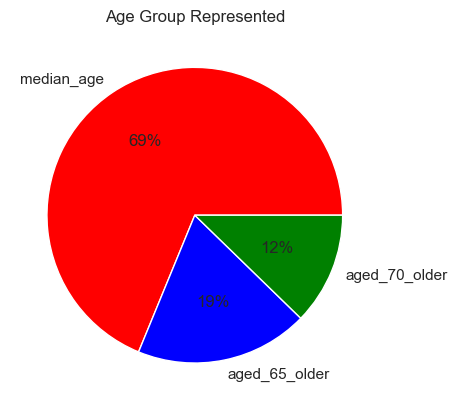 Age Group Represented
median_age
69%
12%
19%
aged_70_older
aged_65_older